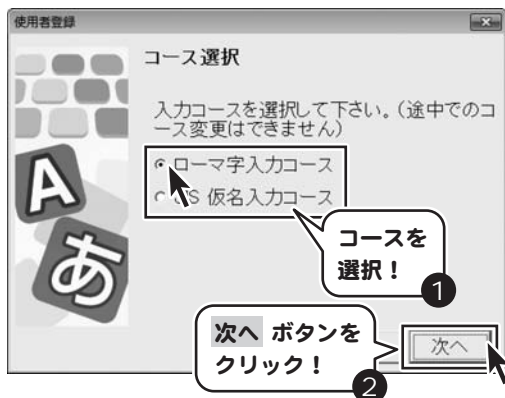 使用者登録
コース選択
入力コースを選択して下さい。（途中でのコ
ース変更はできません）
ローマ字入力コース
仮名入力コース
コースを
選択！
1
次へ ボタンを
クリック！
2
次へ
A
あ